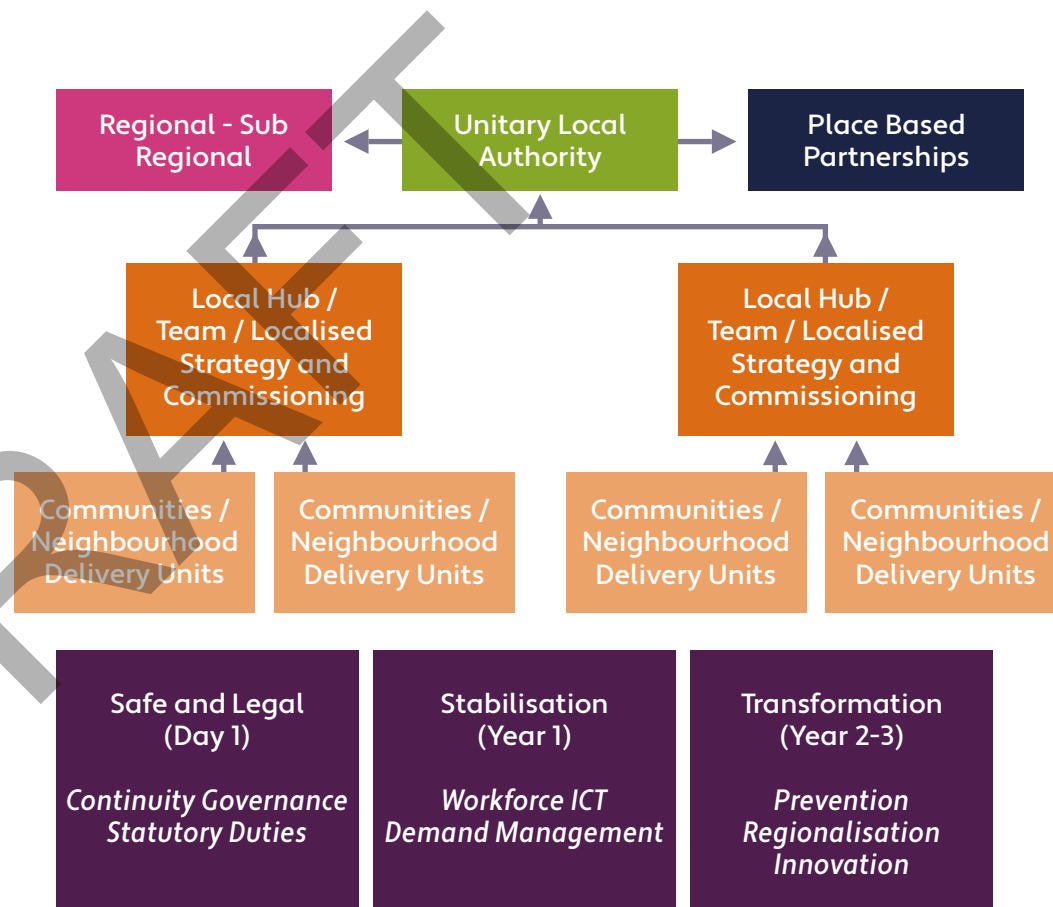 Regional - Sub
Regional
Unitary Local
Authority
Place Based
Partnerships
Local Hub /
Team / Localised
Strategy and
Commissioning
Local Hub /
Team / Localised
Strategy and
Commissioning
Communities /
Neighbourhood
Delivery Units
Communities /
Neighbourhood
Delivery Units
Communities /
Neighbourhood
Delivery Units
Communities /
Neighbourhood
Delivery Units
Safe and Legal
(Day 1)
Continuity Governance
Statutory Duties
Stabilisation
(Year 1)
Workforce ICT
Demand Management
Transformation
(Year 2-3)
Prevention
Regionalisation
Innovation
RAFT